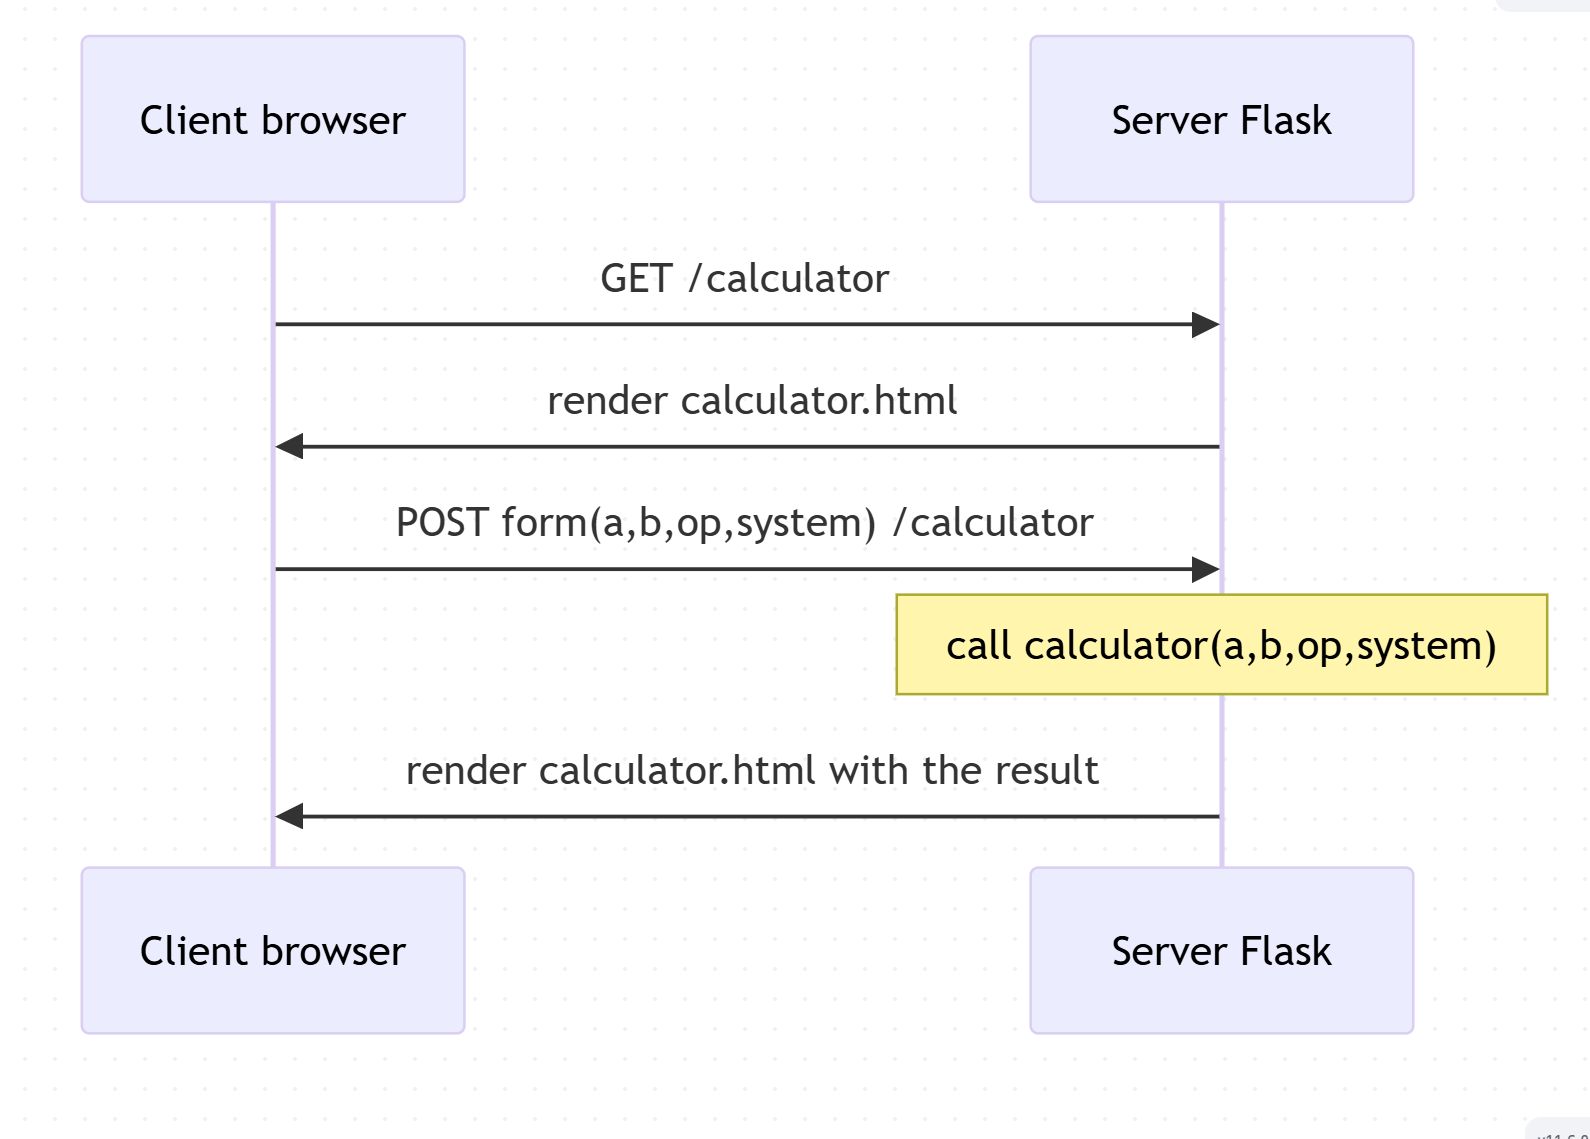 Client browser
Server Flask
GET /calculator
render calculator.html
POST form(a,b,op,system) /calculator
call calculator(a,b,op,system)
render calculator.html with the result
Client browser
Server Flask